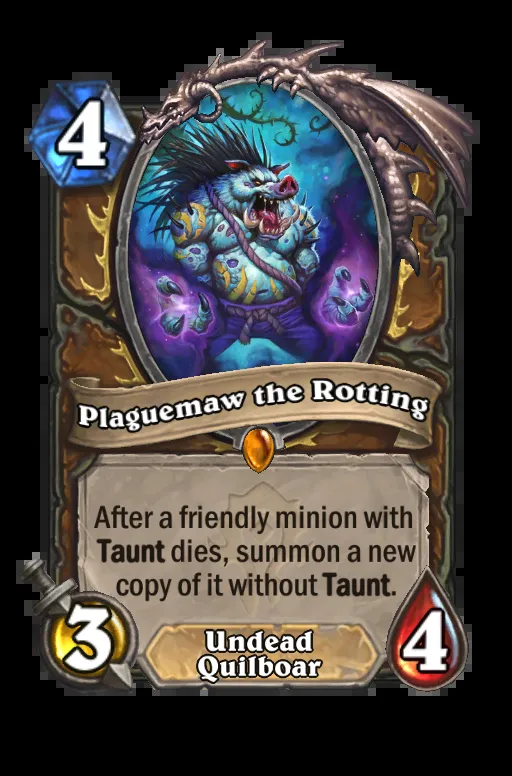 4
Plaguemaw the Rotting
After a friendly minion with
Taunt dies, summon a new
copy of it without Taunt.
3
Undead
Quilboar
4